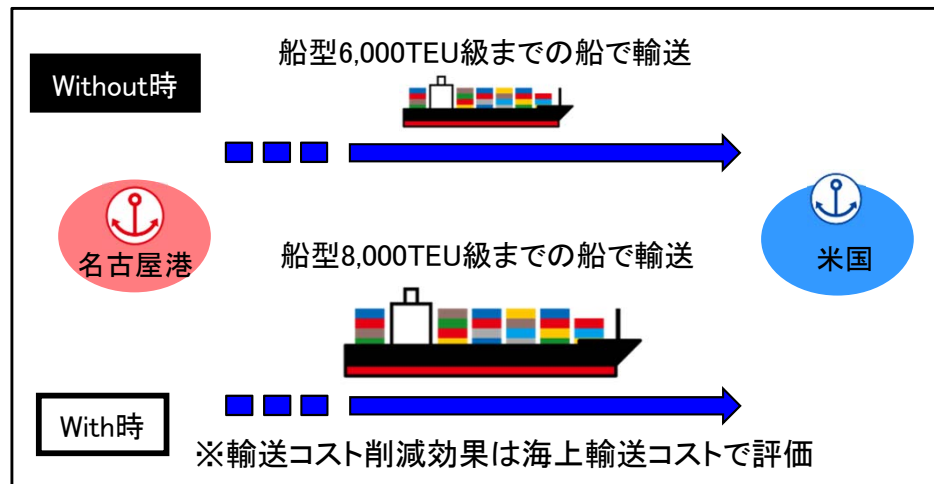 船型6,000TEU級までの船で輸送
Without時
名古屋港
米国
船型8,000TEU級までの船で輸送
With時
※輸送コスト削減効果は海上輸送コストで評価